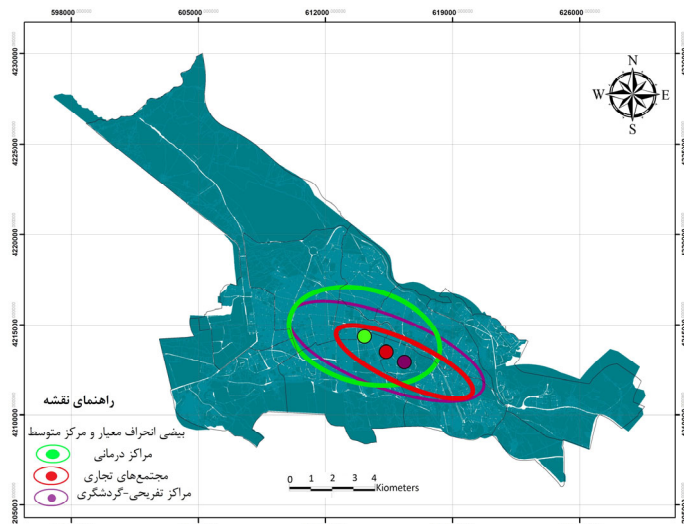 598000 605000 612000 619000 626000
4230000
4225000
4220000
4215000
4210000
N
W E
S
راهنمای نقشه
بیضی انحراف معیار و مرکز متوسط
مراکز درمانی
مجتمع‌های تجاری
مراکز تفریحی-گردشگری
0 1 2 3 4
Kiometers